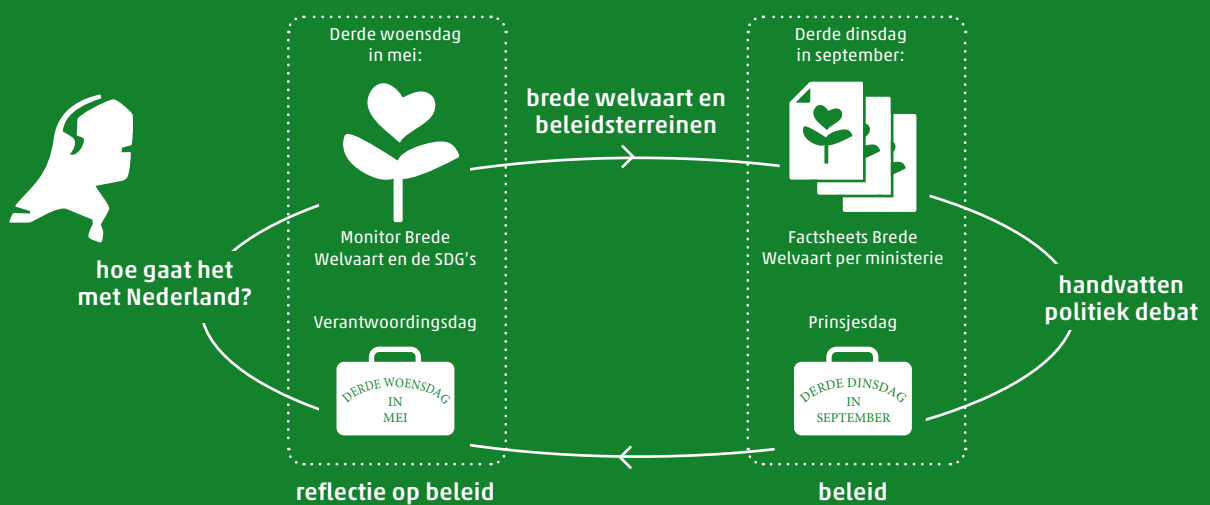 Derde woensdag
in mei:
Monitor Brede
Welvaart en de SDG's
Verantwoordingsdag
DERDE WOENSDAG
IN
MEI
reflectie op beleid
hoe gaat het
met Nederland?
brede welvaart en
beleidsterreinen
Derde dinsdag
in september:
Factsheets Brede
Welvaart per ministerie
Prinsjesdag
DERDE DINSDAG
IN
SEPTEMBER
beleid
handvatten
politiek debat